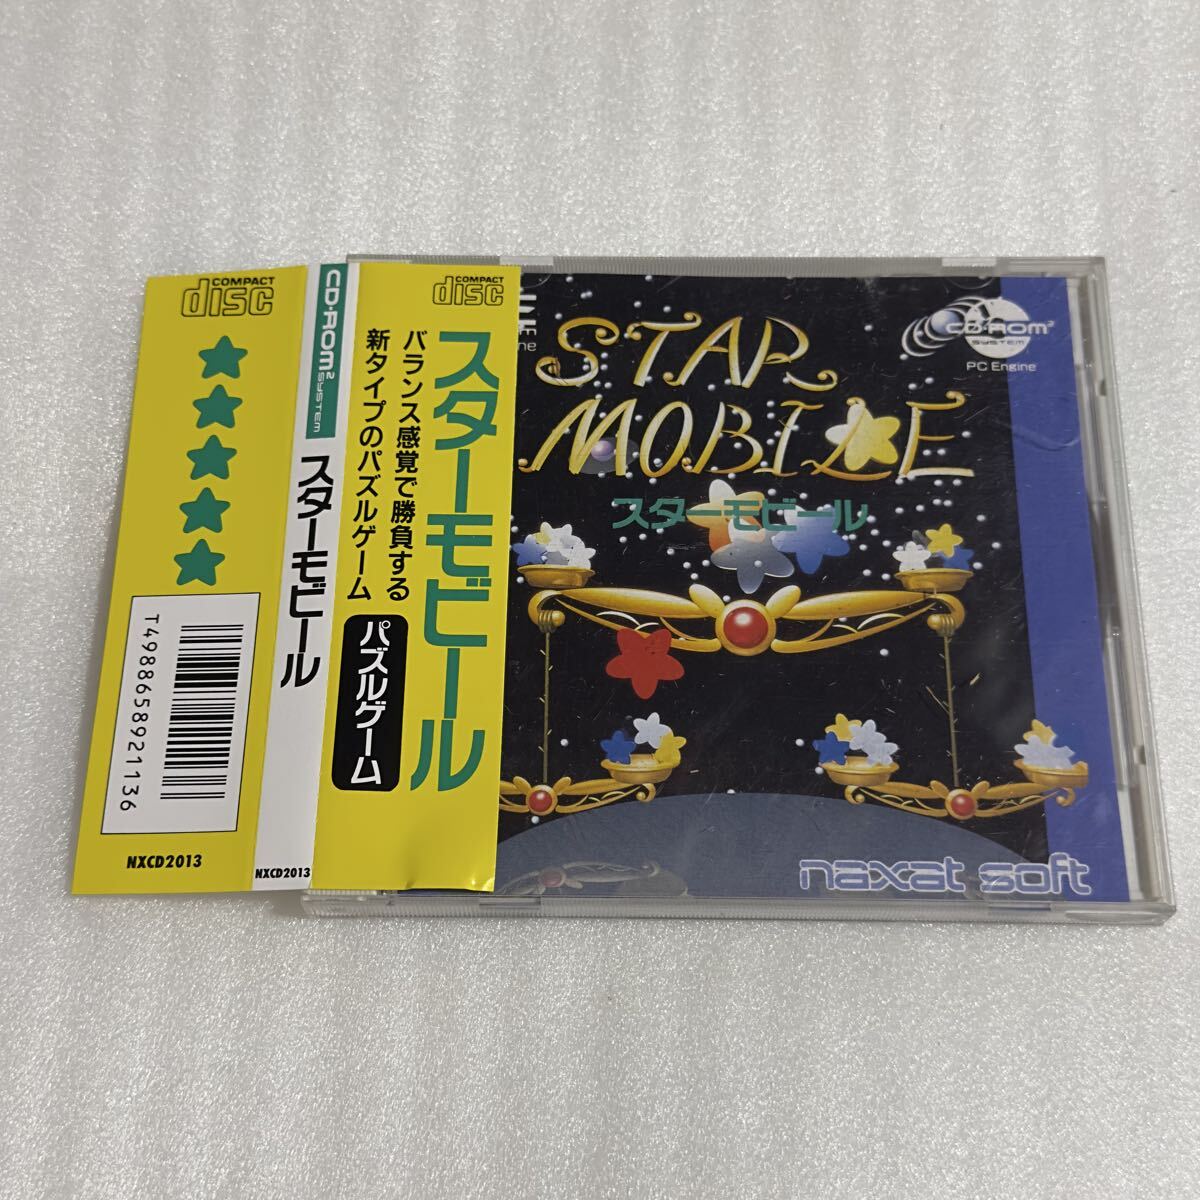 COMPACT
disc
T4988658921136
NXCD2013
CD-ROM² SYSTEM
スターモビール
NXCD2013
COMPACT
disc
スターモビール
バランス感覚で勝負する
新タイプのパズルゲーム
パズルゲーム
STAR
MOBILE
スターモビール
CD-ROM²
SYSTEM
PC Engine
naxat soft